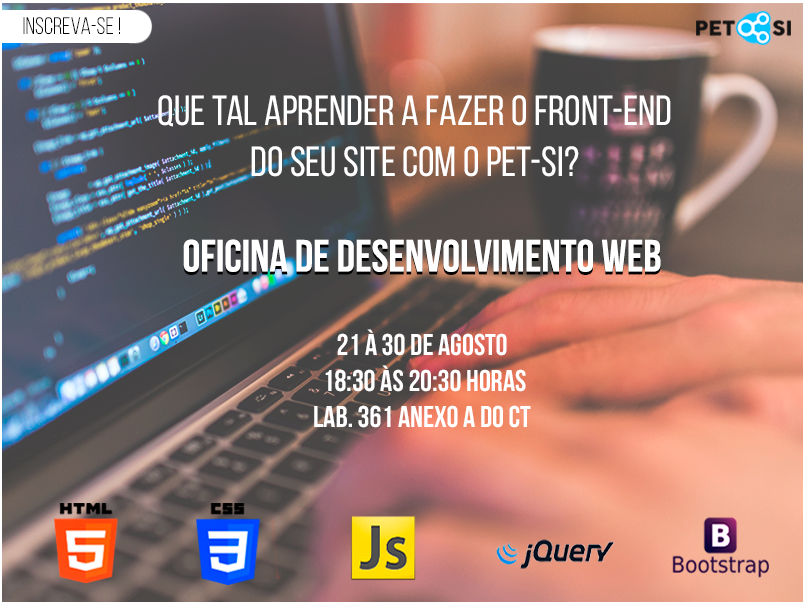 INSCREVA-SE !
PET SI
QUE TAL APRENDER A FAZER O FRONT-END
DO SEU SITE COM O PET-SI?
OFICINA DE DESENVOLVIMENTO WEB
21 À 30 DE AGOSTO
18:30 ÀS 20:30 HORAS
LAB. 361 ANEXO A DO CT
HTML
5
CSS
3
Js
jQuery
B
Bootstrap